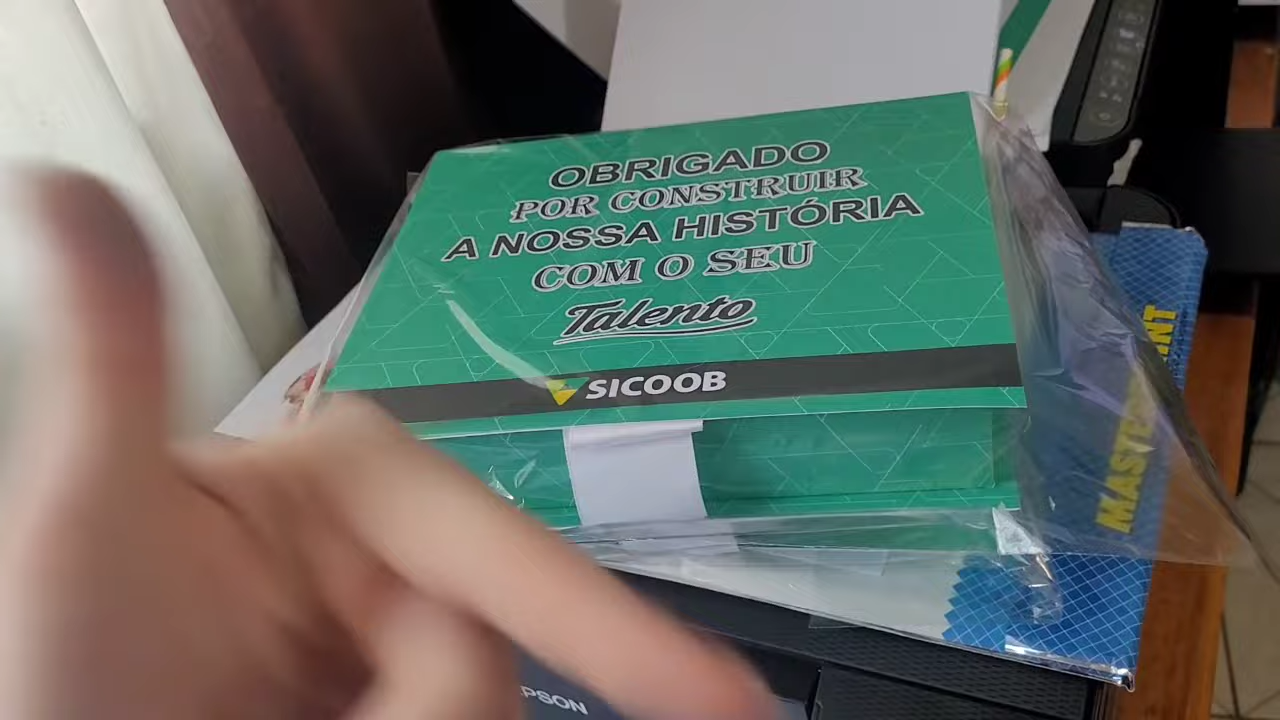 OBRIGADO
POR CONSTRUIR
A NOSSA HISTÓRIA
COM O SEU
Talento
SICOOB